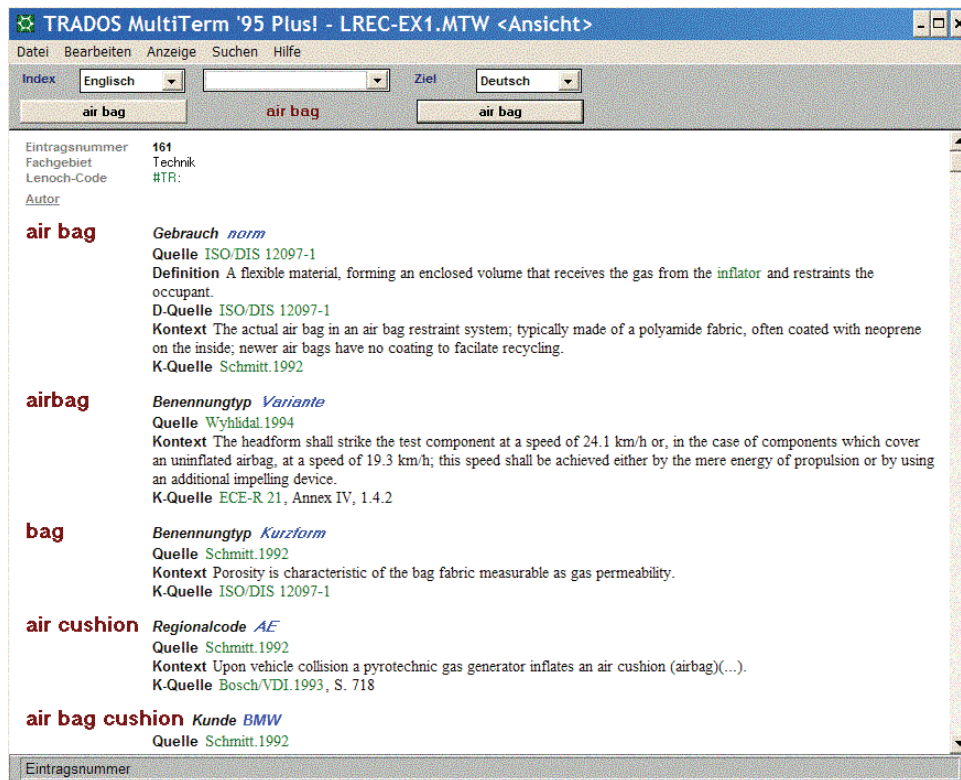 TRADOS MultiTerm '95 Plus! - LREC-EX1.MTW <Ansicht>
Datei Bearbeiten Anzeige Suchen Hilfe
Index Englisch Ziel Deutsch
air bag air bag air bag
Eintragsnummer 161
Fachgebiet Technik
Lenoch-Code #TR:
Autor
air bag Gebrauch norm
Quelle ISO/DIS 12097-1
Definition A flexible material, forming an enclosed volume that receives the gas from the inflator and restraints the
occupant.
D-Quelle ISO/DIS 12097-1
Kontext The actual air bag in an air bag restraint system; typically made of a polyamide fabric, often coated with neoprene
on the inside; newer air bags have no coating to facilate recycling.
K-Quelle Schmitt.1992
airbag Benennungtyp Variante
Quelle Wyhlidal.1994
Kontext The headform shall strike the test component at a speed of 24.1 km/h or, in the case of components which cover
an uninflated airbag, at a speed of 19.3 km/h; this speed shall be achieved either by the mere energy of propulsion or by using
an additional impelling device.
K-Quelle ECE-R 21, Annex IV, 1.4.2
bag Benennungtyp Kurzform
Quelle Schmitt.1992
Kontext Porosity is characteristic of the bag fabric measurable as gas permeability.
K-Quelle ISO/DIS 12097-1
air cushion Regionalcode AE
Quelle Schmitt.1992
Kontext Upon vehicle collision a pyrotechnic gas generator inflates an air cushion (airbag)(...).
K-Quelle Bosch/VDI.1993, S. 718
air bag cushion Kunde BMW
Quelle Schmitt.1992
Eintragsnummer